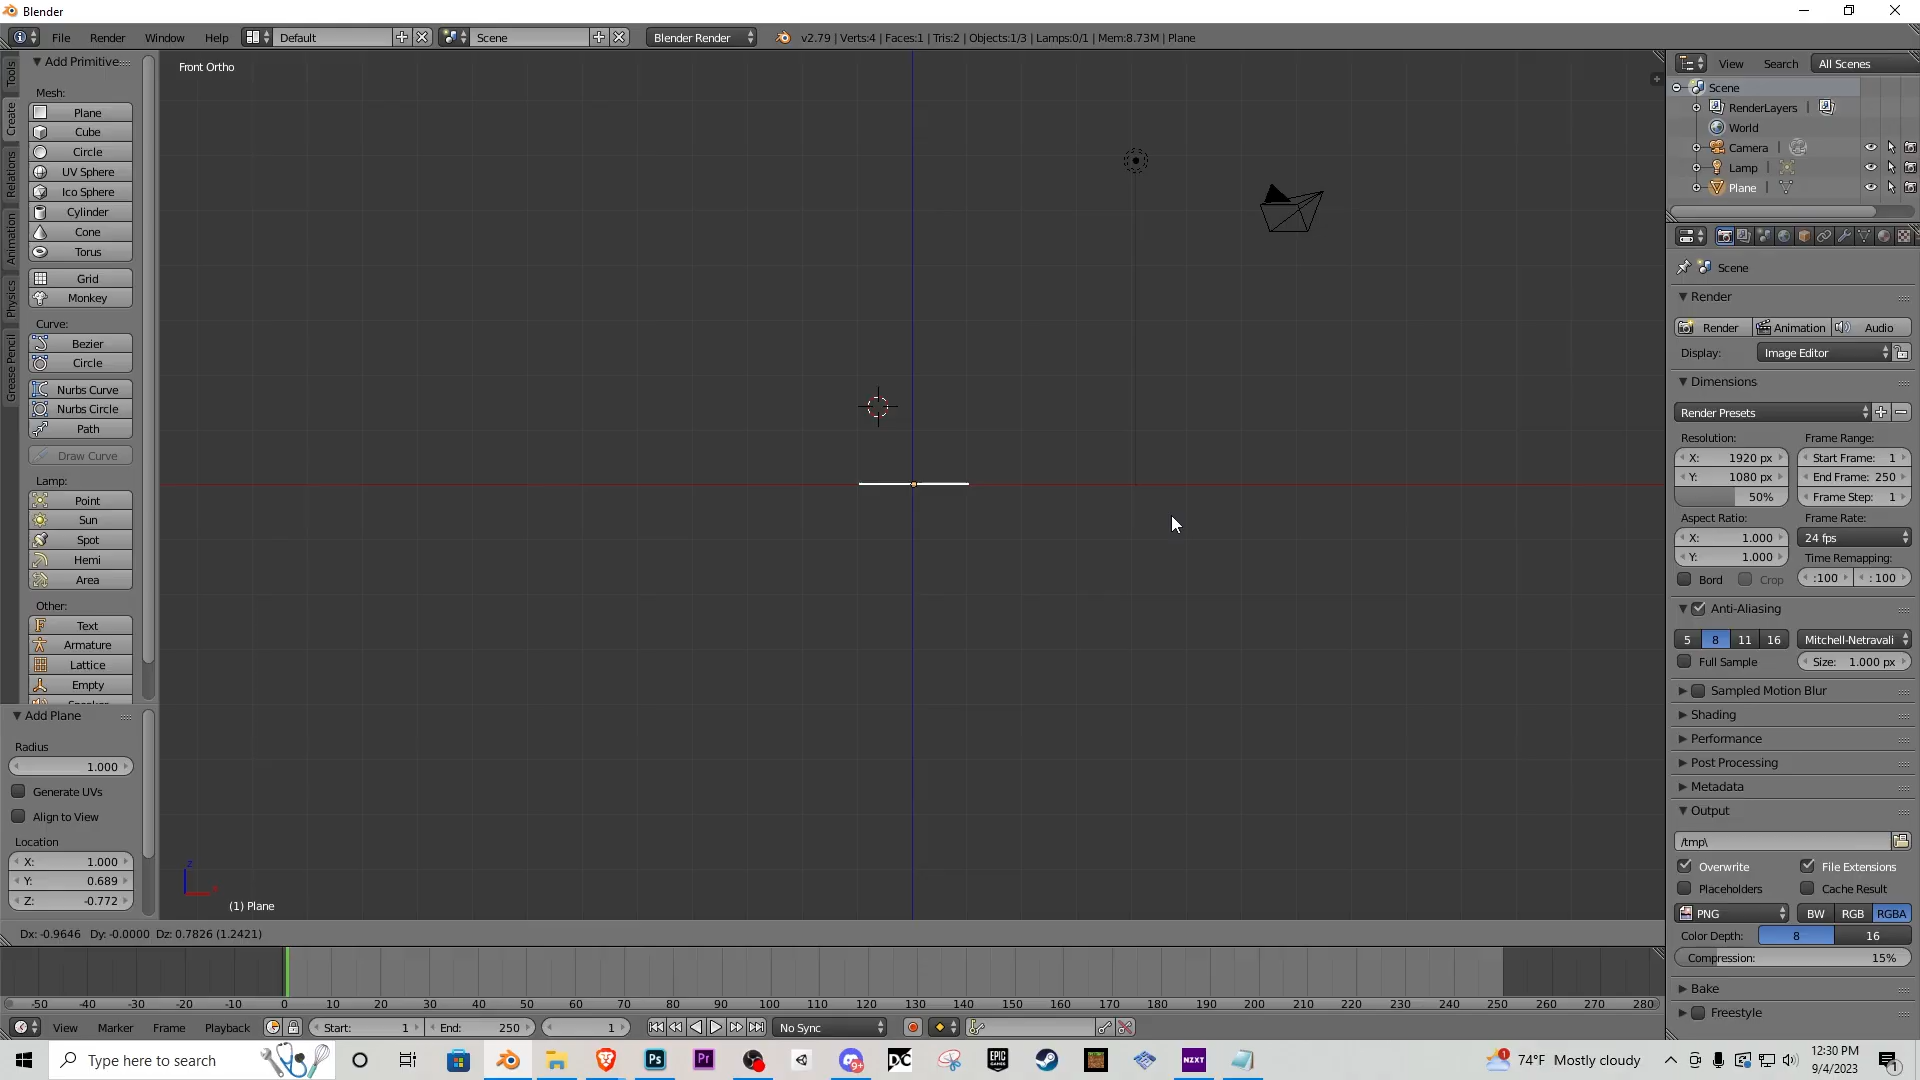 Blender
File Render Window Help Default Scene Blender Render v2.79 | Verts:4 | Faces:1 | Tris:2 | Objects:1/3 | Lamps:0/1 | Mem:8.73M | Plane
Tools
Create
Relations
Animation
Physics
Grease Pencil
Add Primitive
Mesh:
Plane
Cube
Circle
UV Sphere
Ico Sphere
Cylinder
Cone
Torus
Grid
Monkey
Curve:
Bezier
Circle
Nurbs Curve
Nurbs Circle
Path
Draw Curve
Lamp:
Point
Sun
Spot
Hemi
Area
Other:
Text
Armature
Lattice
Empty
Add Plane
Radius
1.000
Generate UVs
Align to View
Location
X: 1.000
Y: 0.689
Z: -0.772
Front Ortho
z
(1) Plane
Dx: -0.9646 Dy: -0.0000 Dz: 0.7826 (1.2421)
View Search All Scenes
Scene
RenderLayers |
World
Camera |
Lamp |
Plane |
Scene
Render
Render Animation Audio
Display: Image Editor
Dimensions
Render Presets
Resolution: Frame Range:
X: 1920 px Start Frame: 1
Y: 1080 px End Frame: 250
50% Frame Step: 1
Aspect Ratio: Frame Rate:
X: 1.000 24 fps
Y: 1.000 Time Remapping:
Bord Crop :100 : 100
Anti-Aliasing
5 8 11 16 Mitchell-Netravali
Full Sample Size: 1.000 px
Sampled Motion Blur
Shading
Performance
Post Processing
Metadata
Output
/tmp\
Overwrite File Extensions
Placeholders Cache Result
PNG BW RGB RGBA
Color Depth: 8 16
Compression: 15%
Bake
Freestyle
-50 -40 -30 -20 -10 0 10 20 30 40 50 60 70 80 90 100 110 120 130 140 150 160 170 180 190 200 210 220 230 240 250 260 270 280
View Marker Frame Playback Start: 1 End: 250 1 No Sync
Type here to search Ps Pr 9+ DC EPIC GAMES NZXT 1 74°F Mostly cloudy 12:30 PM
9/4/2023 1